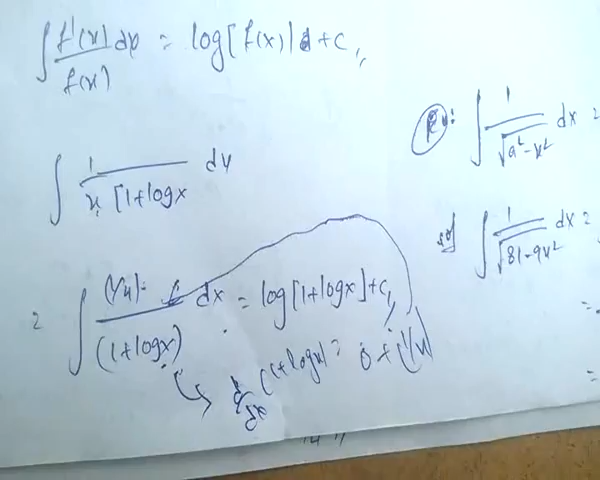 ∫ f'(x)/f(x) dx = log[f(x)] + c,
∫ 1/(x [1+logx) dx
= ∫ (1/x)/(1+logx) dx = log[1+logx]+c,
d/dx (1+logx) = 0 + (1/x)
: ∫ 1/√(a²-x²) dx =
sol ∫ 1/√(81-9x²) dx =
=
=